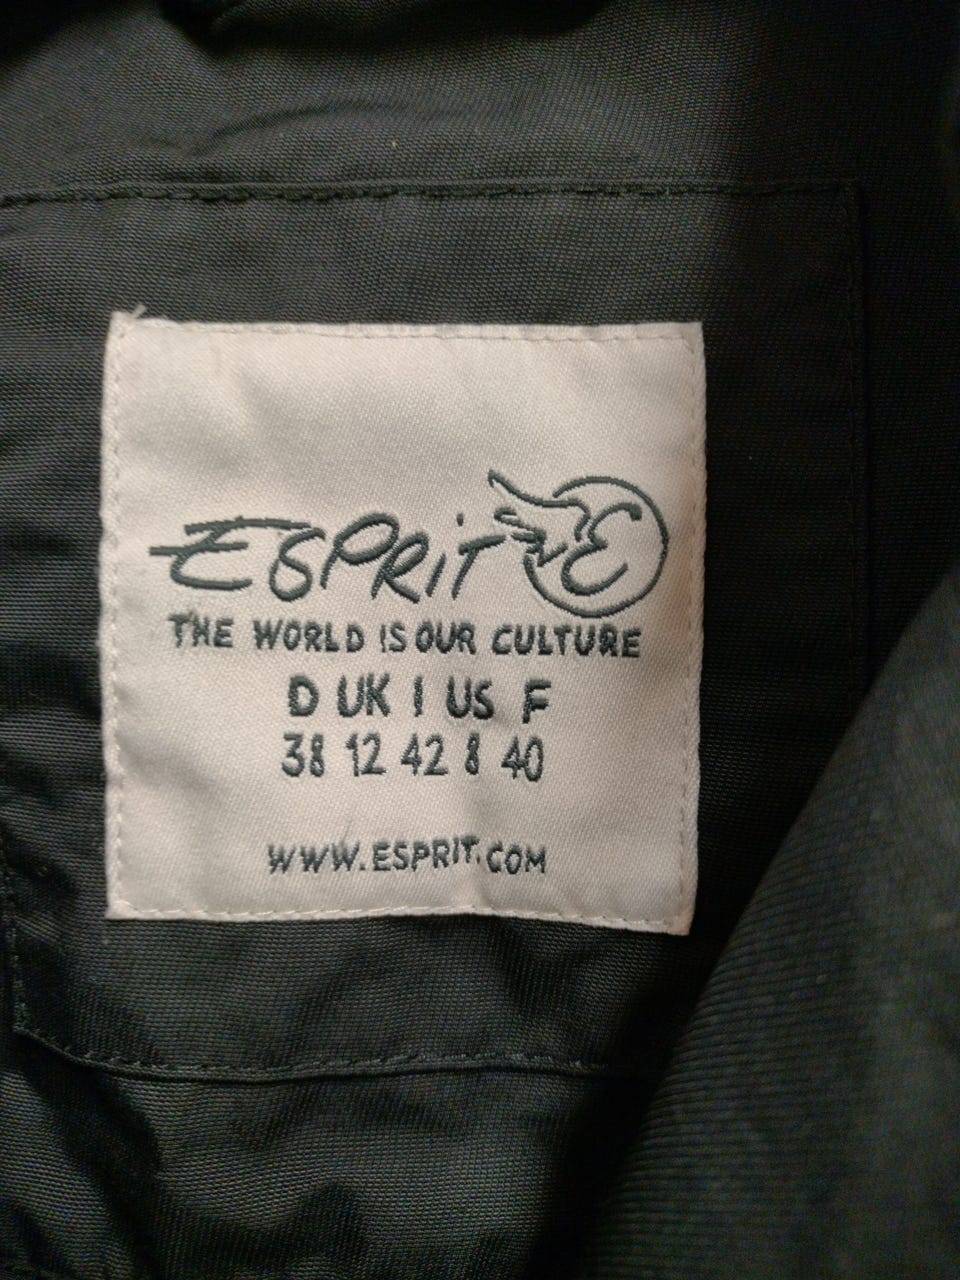 ESPRIT E
THE WORLD IS OUR CULTURE
D UK I US F
38 12 42 8 40
WWW.ESPRIT.COM